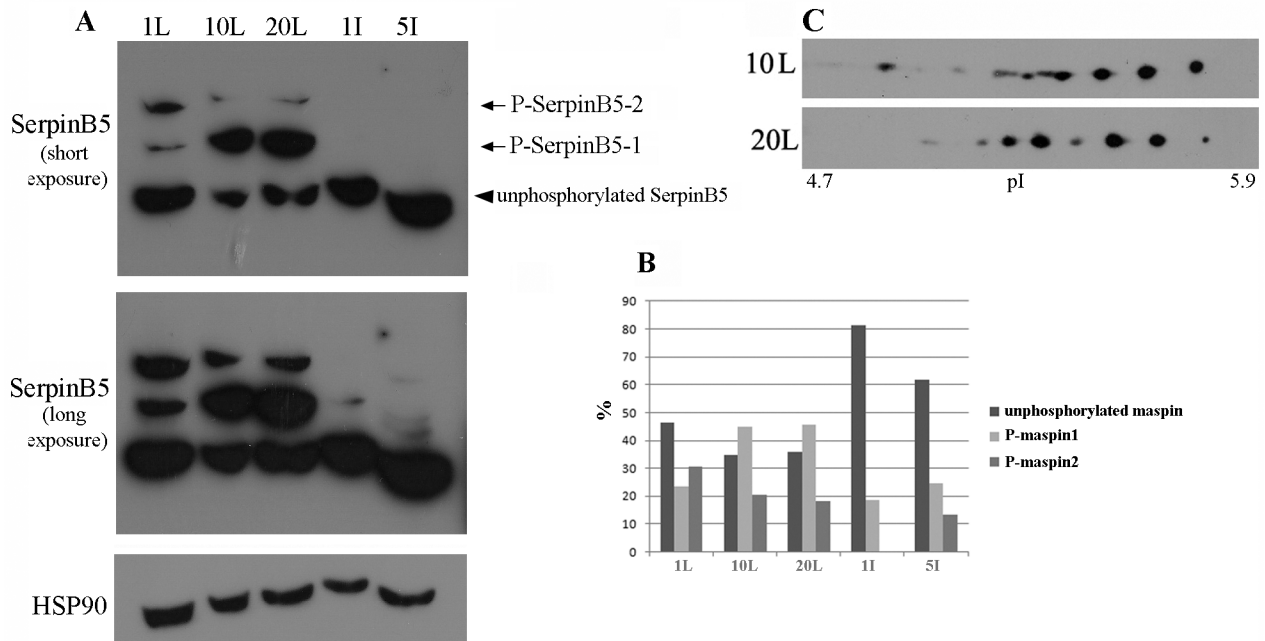 A
1L 10L 20L 1I 5I
SerpinB5
(short
exposure)
P-SerpinB5-2
P-SerpinB5-1
unphosphorylated SerpinB5
SerpinB5
(long
exposure)
HSP90
C
10L
20L
4.7 pI 5.9
B
90
80
70
60
50
40
30
20
10
0
%
1L 10L 20L 1I 5I
unphosphorylated maspin
P-maspin1
P-maspin2